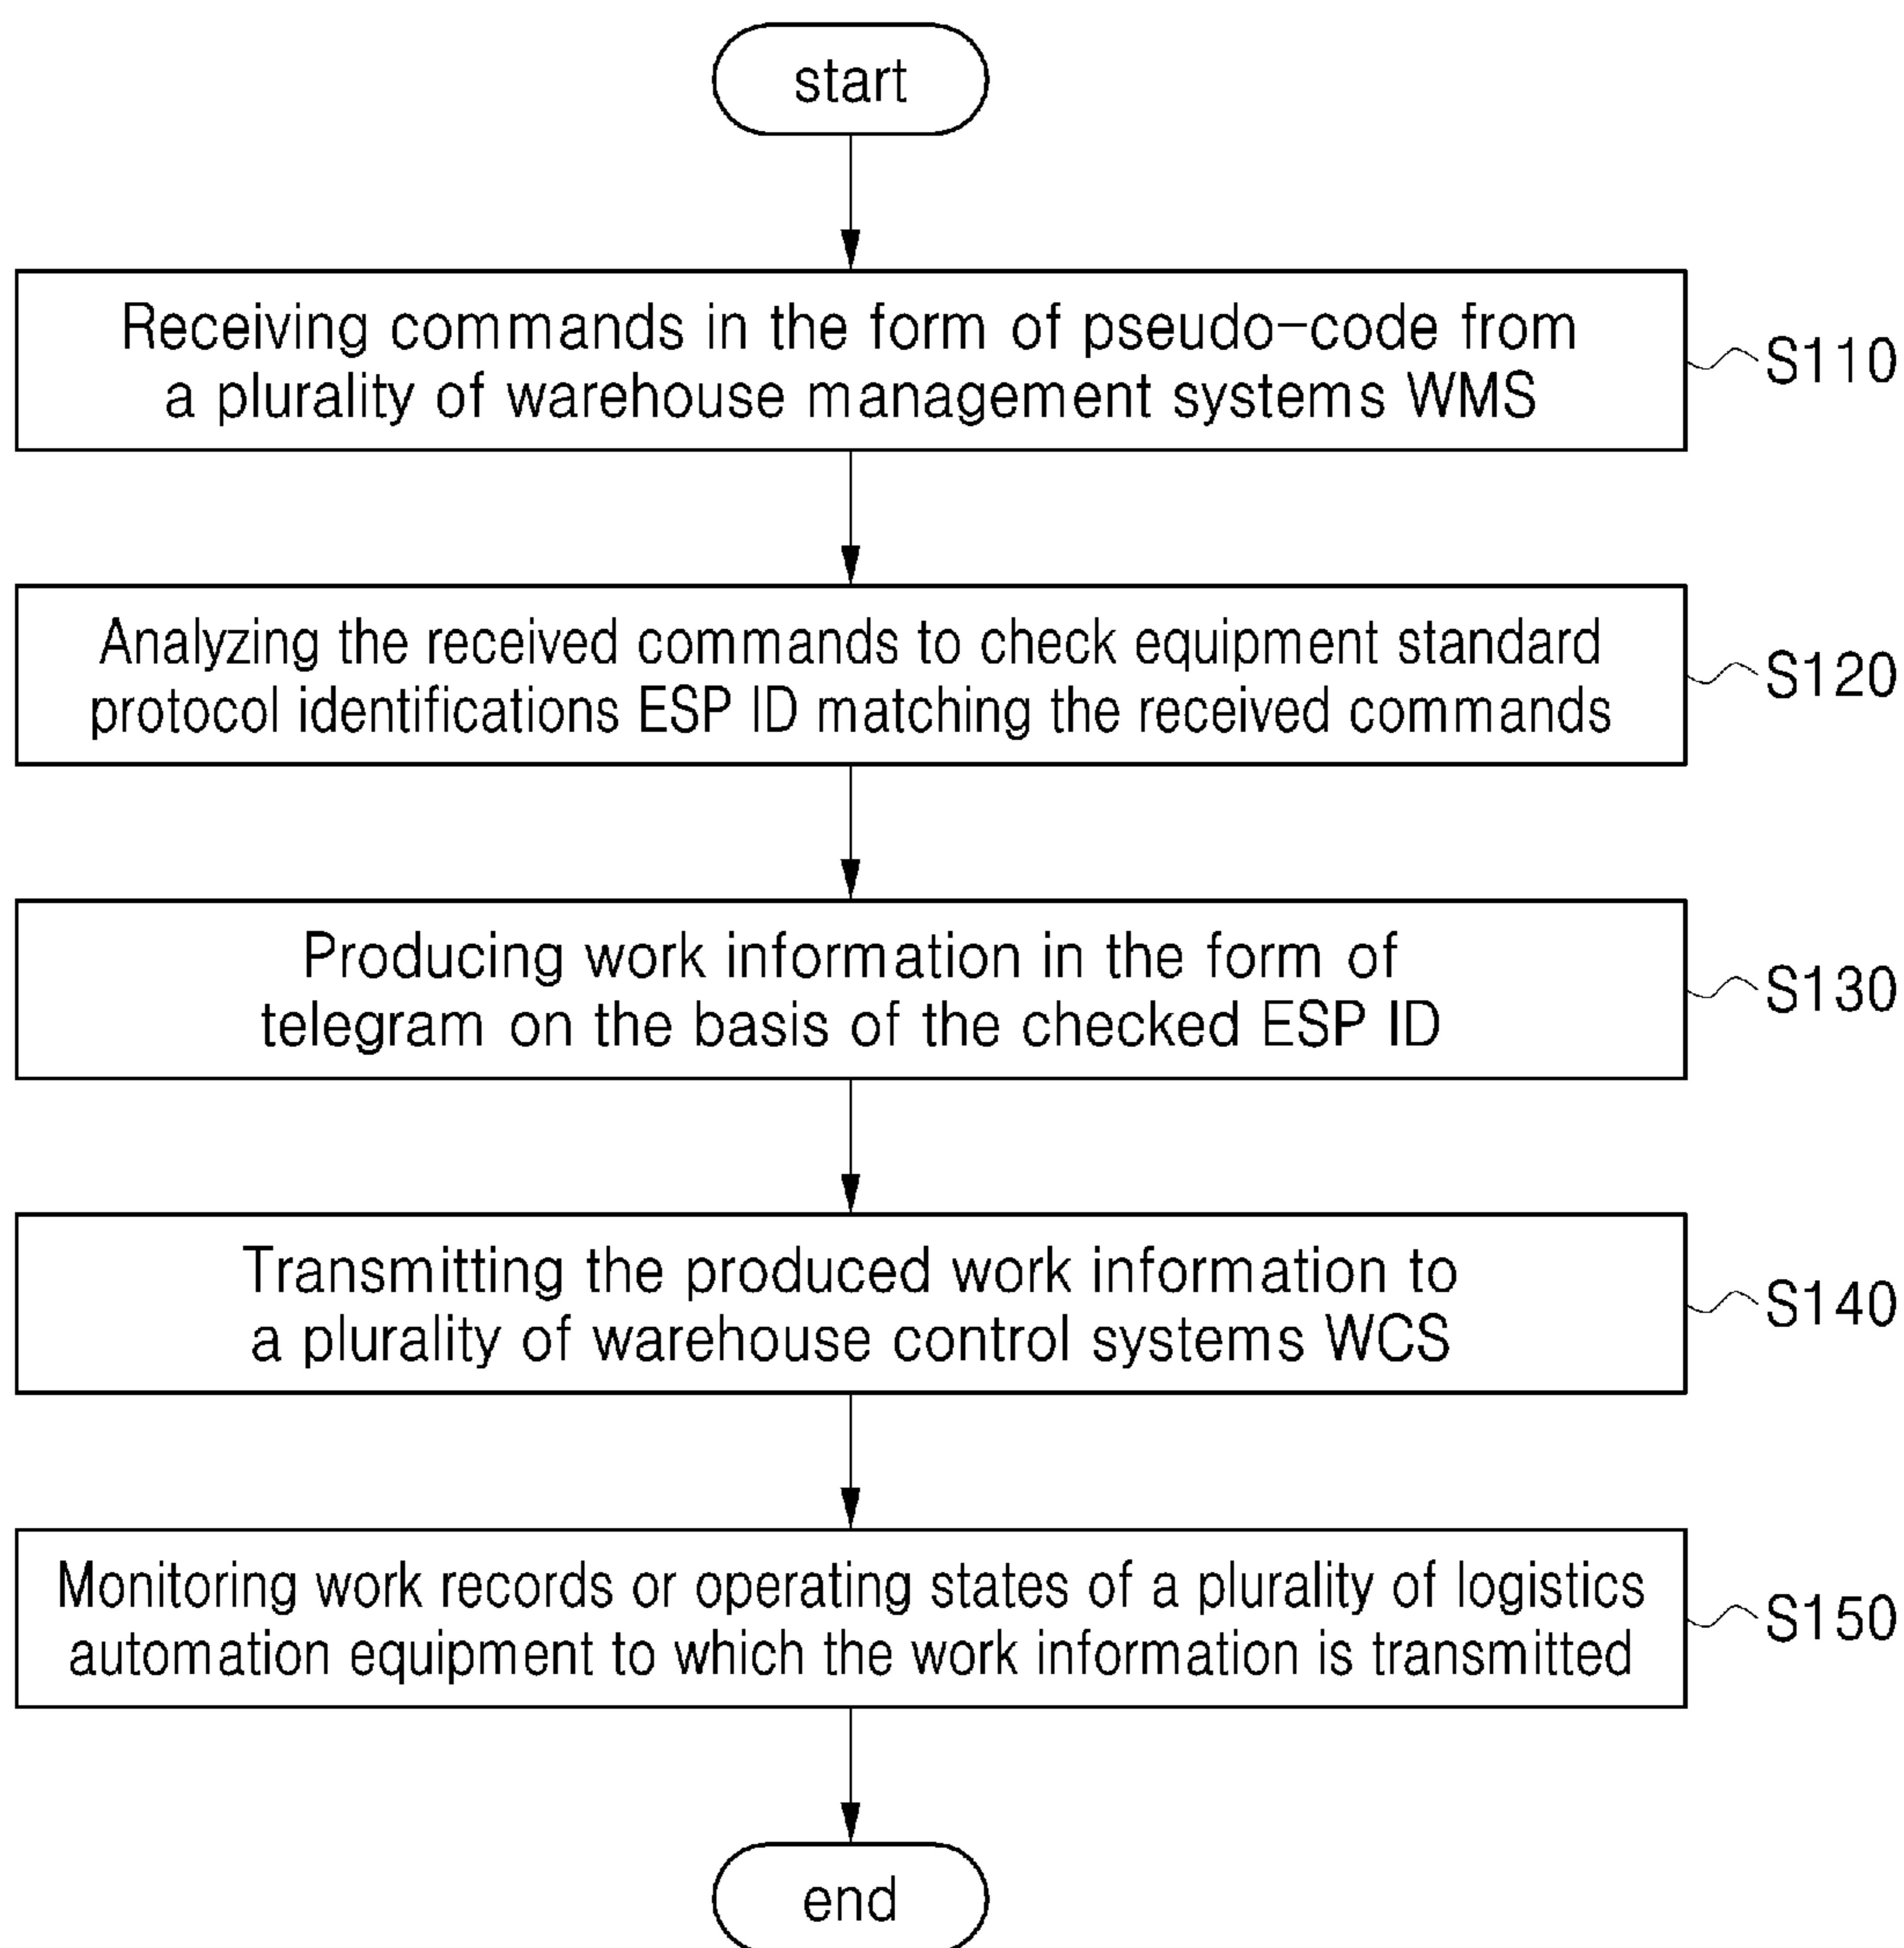 start
Receiving commands in the form of pseudo-code from
a plurality of warehouse management systems WMS
S110
Analyzing the received commands to check equipment standard
protocol identifications ESP ID matching the received commands
S120
Producing work information in the form of
telegram on the basis of the checked ESP ID
S130
Transmitting the produced work information to
a plurality of warehouse control systems WCS
S140
Monitoring work records or operating states of a plurality of logistics
automation equipment to which the work information is transmitted
S150
end